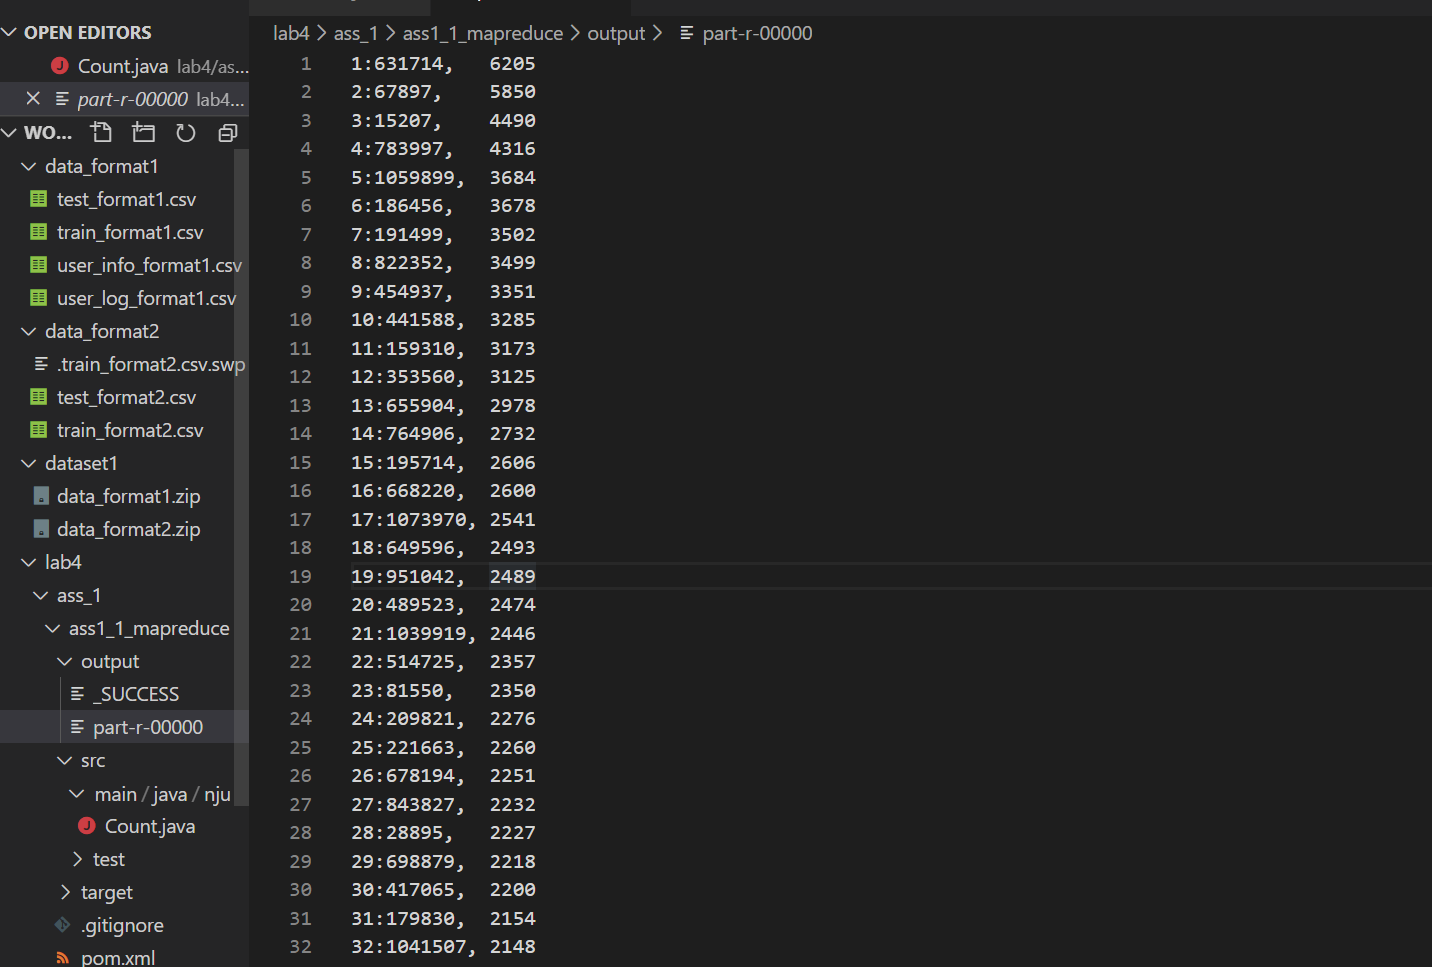 OPEN EDITORS
Count.java lab4/as...
part-r-00000 lab4...
WO...
data_format1
test_format1.csv
train_format1.csv
user_info_format1.csv
user_log_format1.csv
data_format2
.train_format2.csv.swp
test_format2.csv
train_format2.csv
dataset1
data_format1.zip
data_format2.zip
lab4
ass_1
ass1_1_mapreduce
output
_SUCCESS
part-r-00000
src
main / java / nju
Count.java
test
target
.gitignore
pom.xml
lab4 > ass_1 > ass1_1_mapreduce > output > part-r-00000
1 1:631714, 6205
2 2:67897, 5850
3 3:15207, 4490
4 4:783997, 4316
5 5:1059899, 3684
6 6:186456, 3678
7 7:191499, 3502
8 8:822352, 3499
9 9:454937, 3351
10 10:441588, 3285
11 11:159310, 3173
12 12:353560, 3125
13 13:655904, 2978
14 14:764906, 2732
15 15:195714, 2606
16 16:668220, 2600
17 17:1073970, 2541
18 18:649596, 2493
19 19:951042, 2489
20 20:489523, 2474
21 21:1039919, 2446
22 22:514725, 2357
23 23:81550, 2350
24 24:209821, 2276
25 25:221663, 2260
26 26:678194, 2251
27 27:843827, 2232
28 28:28895, 2227
29 29:698879, 2218
30 30:417065, 2200
31 31:179830, 2154
32 32:1041507, 2148